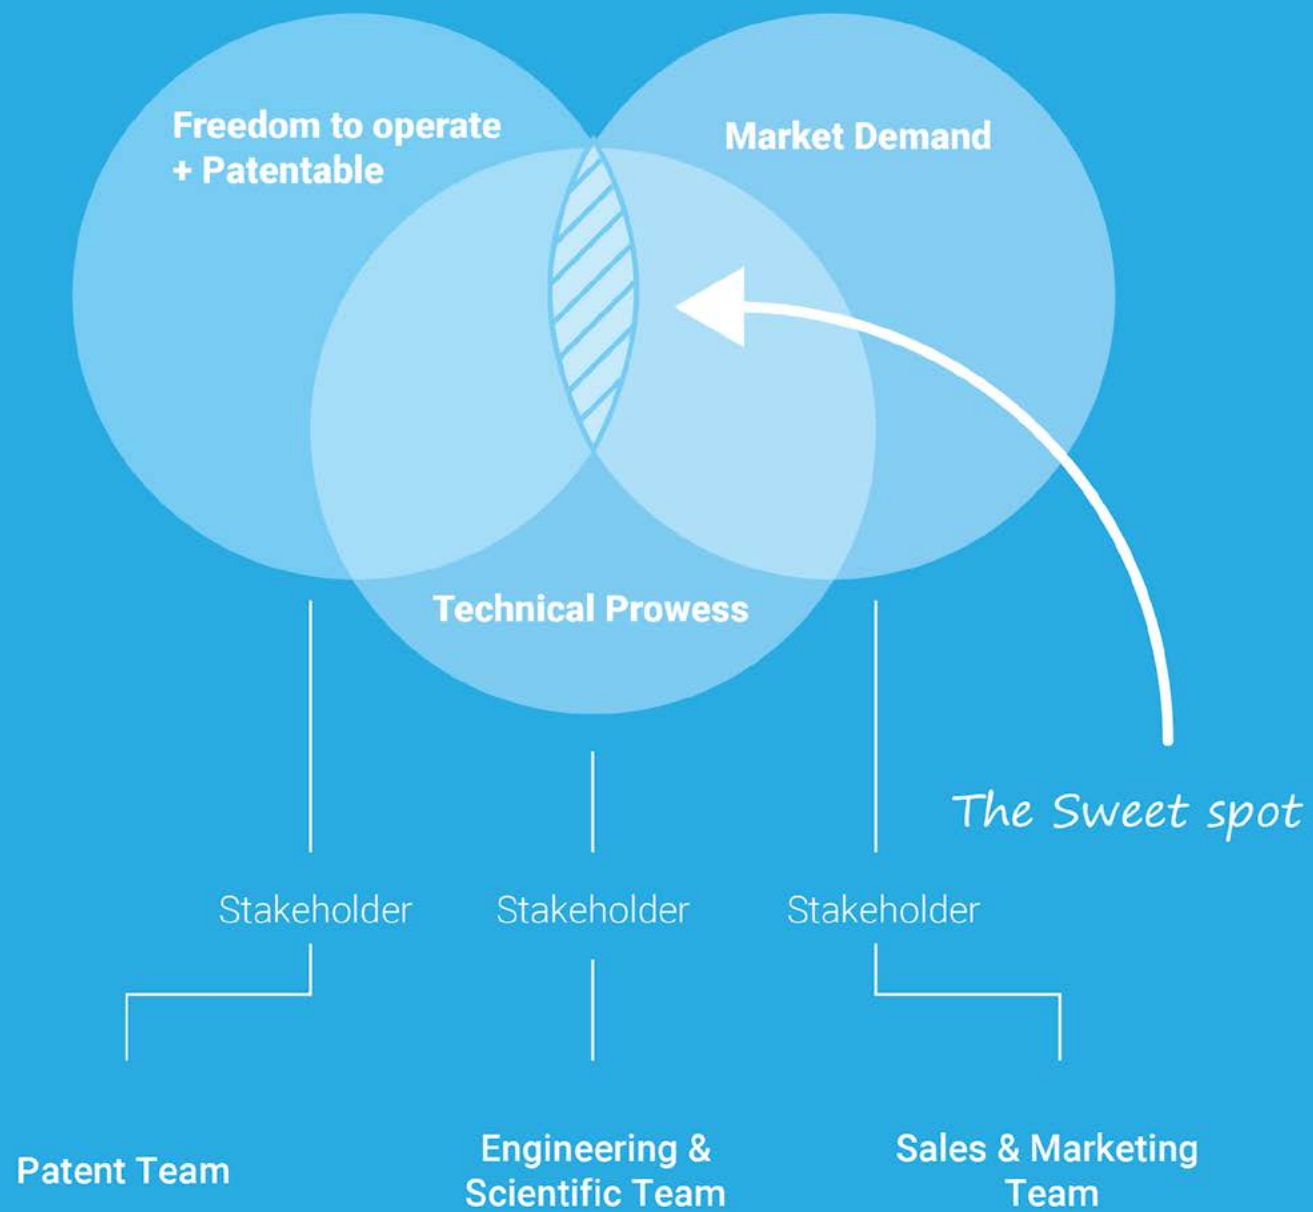 Freedom to operate
+ Patentable
Market Demand
Technical Prowess
The Sweet spot
Stakeholder
Stakeholder
Stakeholder
Patent Team
Engineering &
Scientific Team
Sales & Marketing
Team